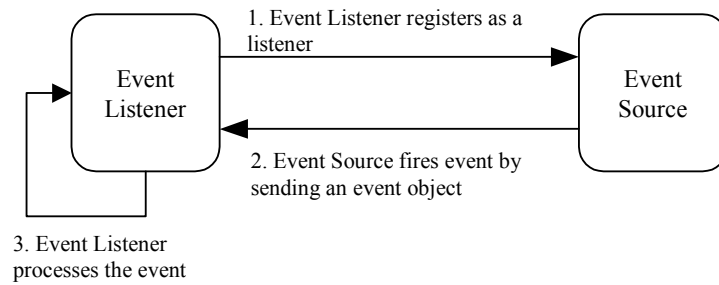 1. Event Listener registers as a
listener
Event
Listener
Event
Source
2. Event Source fires event by
sending an event object
3. Event Listener
processes the event